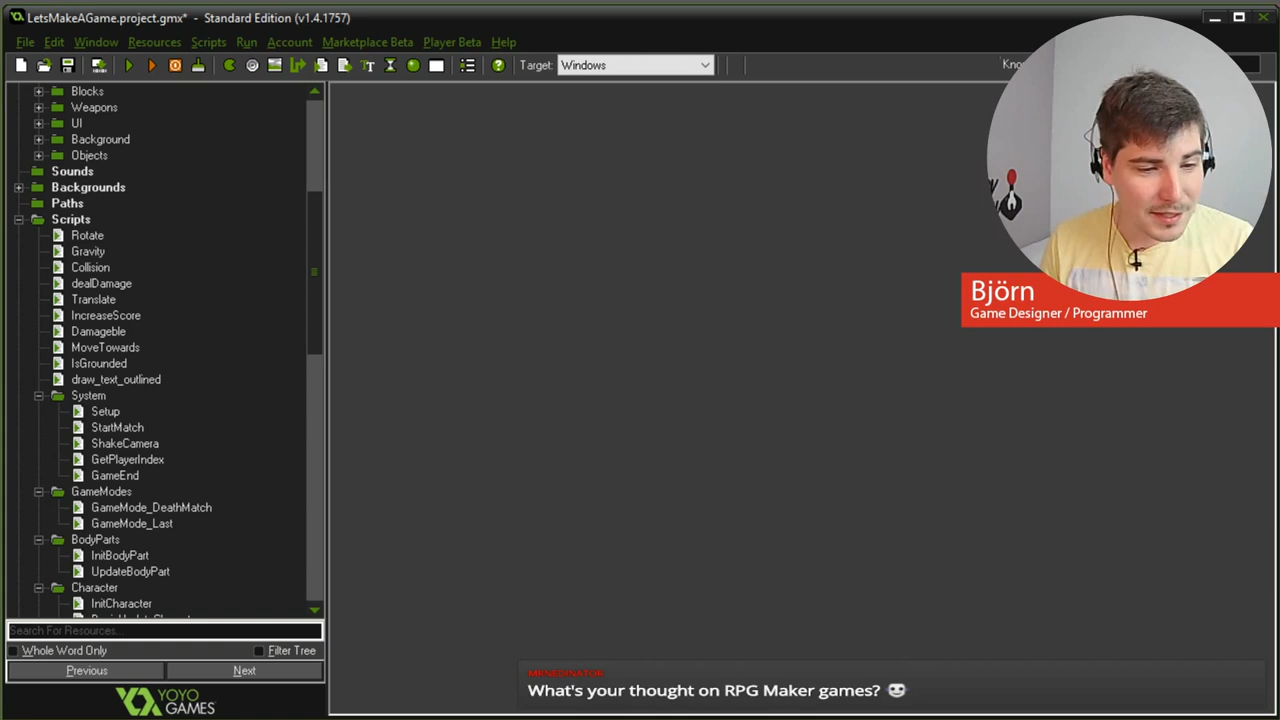 LetsMakeAGame.project.gmx* - Standard Edition (v1.4.1757)
File Edit Window Resources Scripts Run Account Marketplace Beta Player Beta Help
Target: Windows
Blocks
Weapons
UI
Background
Objects
Sounds
Backgrounds
Paths
Scripts
Rotate
Gravity
Collision
dealDamage
Translate
IncreaseScore
Damageble
MoveTowards
IsGrounded
draw_text_outlined
System
Setup
StartMatch
ShakeCamera
GetPlayerIndex
GameEnd
GameModes
GameMode_DeathMatch
GameMode_Last
BodyParts
InitBodyPart
UpdateBodyPart
Character
InitCharacter
Search For Resources...
Whole Word Only Filter Tree
Previous Next
YOYO
GAMES
Björn
Game Designer / Programmer
What's your thought on RPG Maker games?